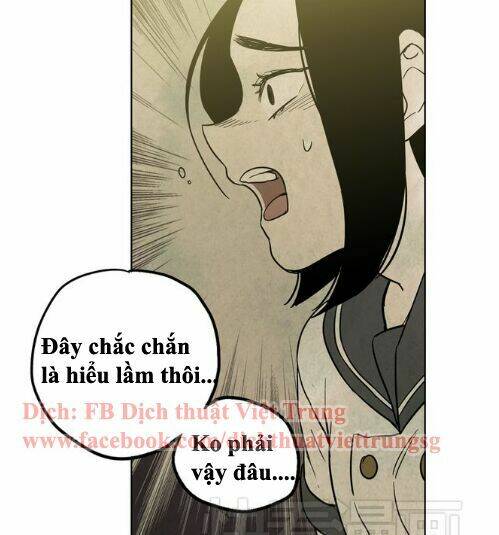 Đây chắc chắn
là hiểu lầm thôi...
Dịch: FB Dịch thuật Việt Trung
www.facebook.com/dichthuatviettrungsg
Ko phải
vậy đâu....